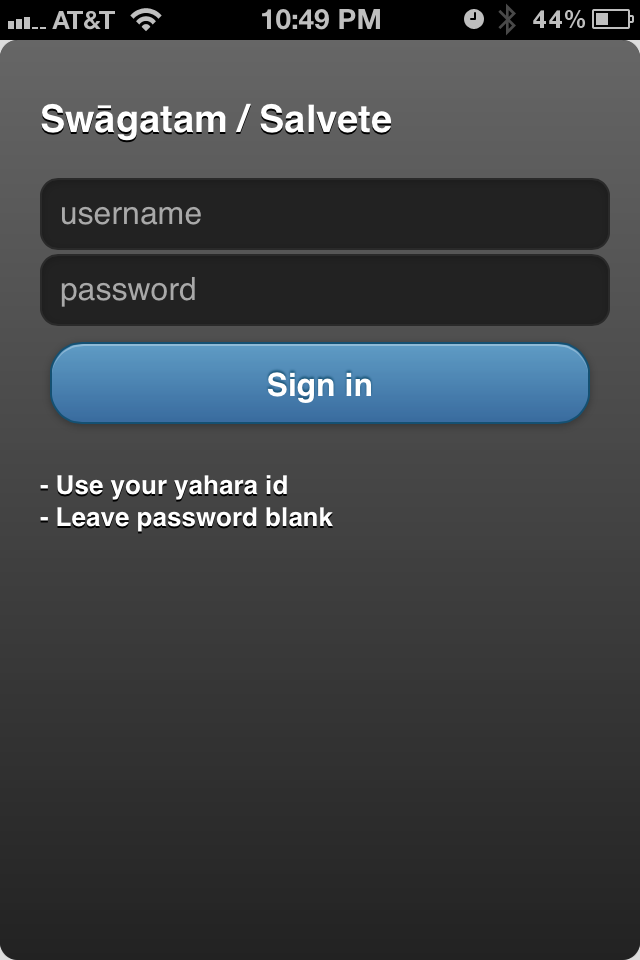 AT&T 10:49 PM 44%
Swāgatam / Salvete
username
password
Sign in
- Use your yahara id
- Leave password blank